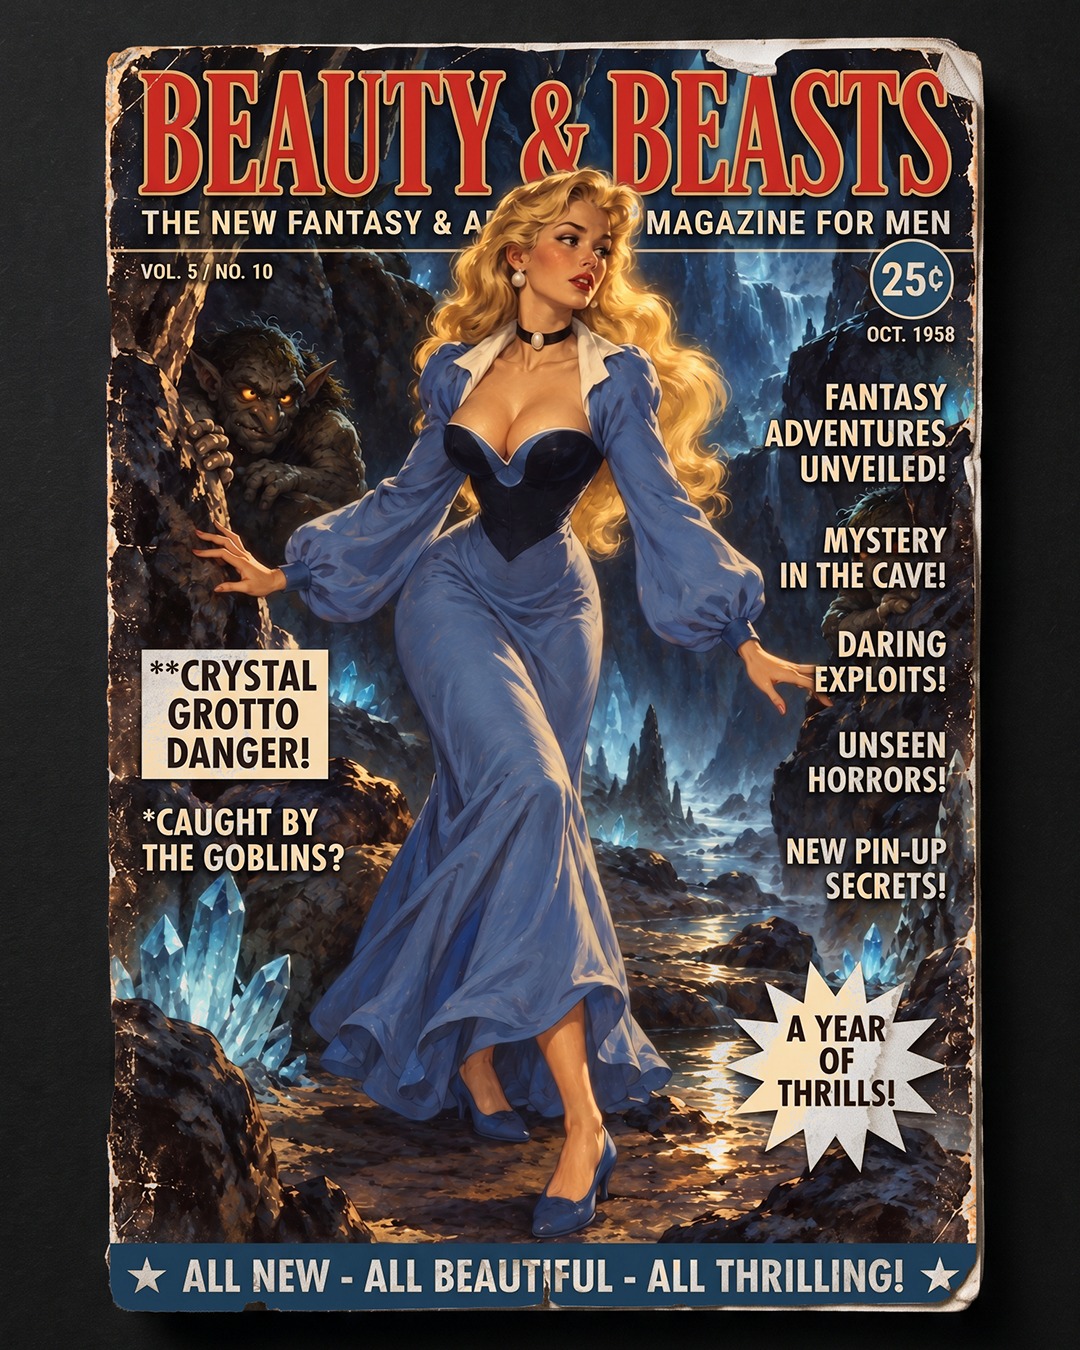 BEAUTY & BEASTS
THE NEW FANTASY & A MAGAZINE FOR MEN
VOL. 5 / NO. 10
25¢
OCT. 1958
FANTASY
ADVENTURES
UNVEILED!
MYSTERY
IN THE CAVE!
DARING
EXPLOITS!
UNSEEN
HORRORS!
NEW PIN-UP
SECRETS!
**CRYSTAL
GROTTO
DANGER!
*CAUGHT BY
THE GOBLINS?
A YEAR
OF
THRILLS!
★ ALL NEW - ALL BEAUTIFUL - ALL THRILLING! ★